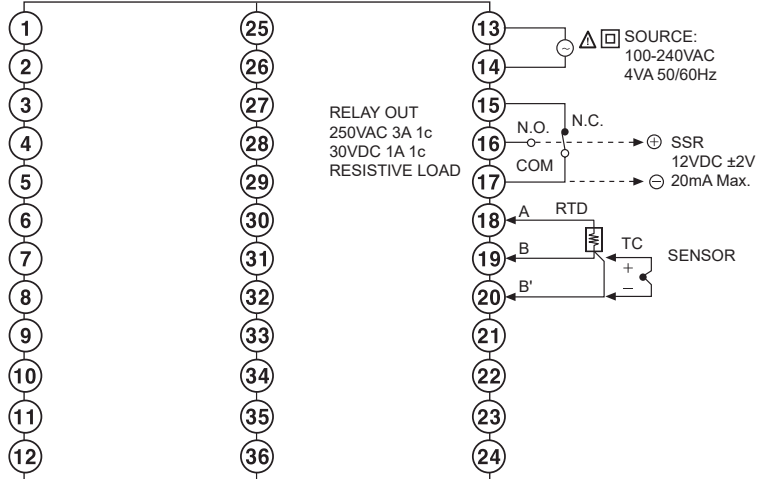 1
2
3
4
5
6
7
8
9
10
11
12
25
26
27
28
29
30
31
32
33
34
35
36
13
14
15
16
17
18
19
20
21
22
23
24
SOURCE:
100-240VAC
4VA 50/60Hz
RELAY OUT
250VAC 3A 1c
30VDC 1A 1c
RESISTIVE LOAD
N.O.
N.C.
COM
SSR
12VDC ±2V
20mA Max.
A
RTD
B
B'
TC
+
−
SENSOR